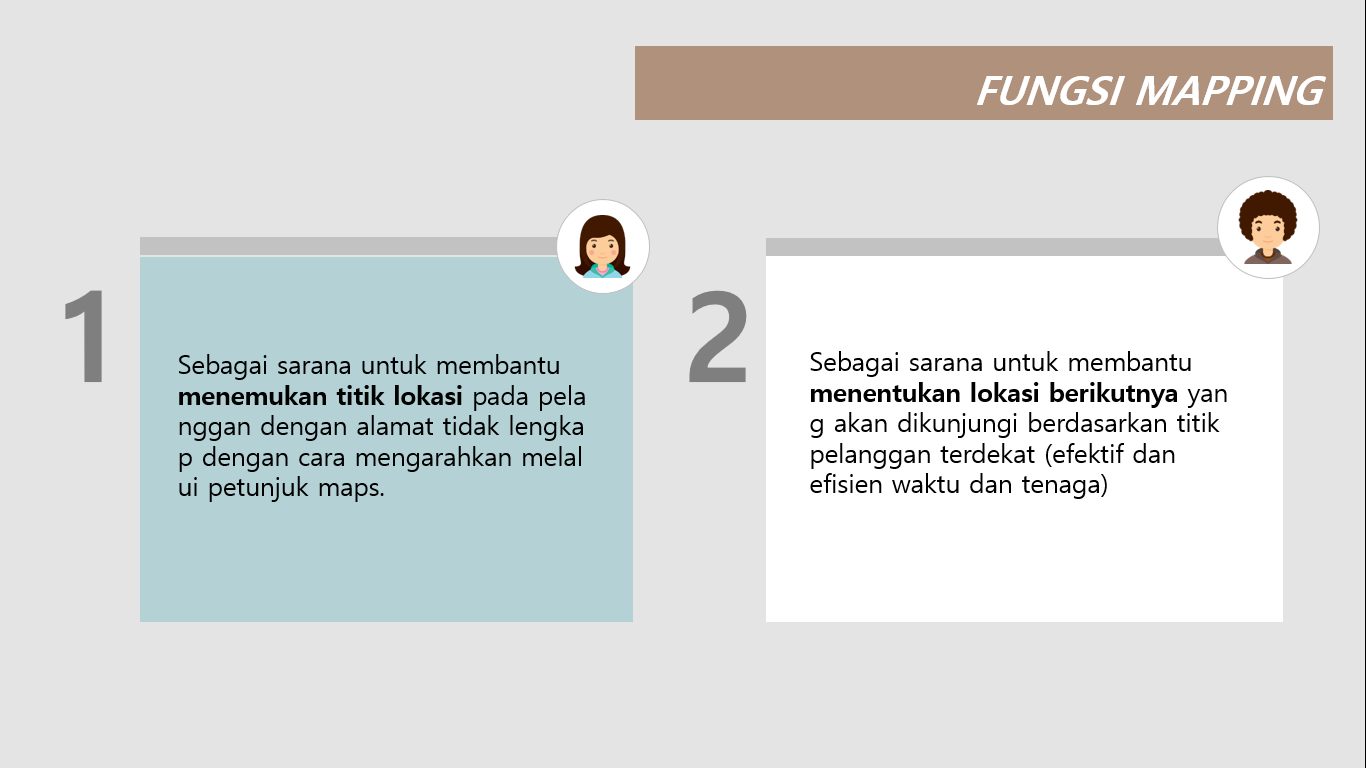 FUNGSI MAPPING
1
Sebagai sarana untuk membantu
menemukan titik lokasi pada pela
nggan dengan alamat tidak lengka
p dengan cara mengarahkan melal
ui petunjuk maps.
2
Sebagai sarana untuk membantu
menentukan lokasi berikutnya yan
g akan dikunjungi berdasarkan titik
pelanggan terdekat (efektif dan
efisien waktu dan tenaga)